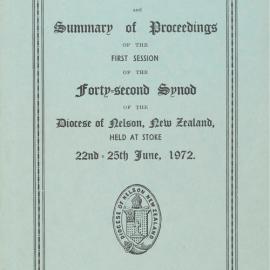 and
Summary of Proceedings
OF THE
FIRST SESSION
OF THE
Forty-second Synod
OF THE
Diocese of Nelson, New Zealand,
HELD AT STOKE
22nd - 25th June, 1972.
DIOCESE OF NELSON NEW ZEALAND